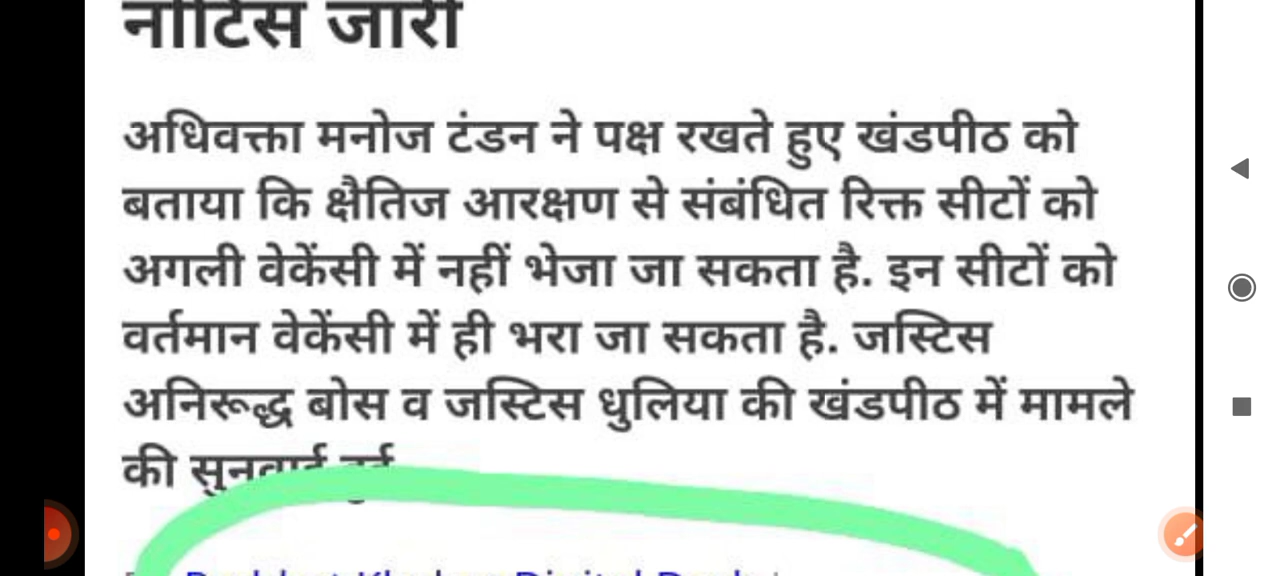 नोटिस जारी
अधिवक्ता मनोज टंडन ने पक्ष रखते हुए खंडपीठ को
बताया कि क्षैतिज आरक्षण से संबंधित रिक्त सीटों को
अगली वेकेंसी में नहीं भेजा जा सकता है. इन सीटों को
वर्तमान वेकेंसी में ही भरा जा सकता है. जस्टिस
अनिरूद्ध बोस व जस्टिस धुलिया की खंडपीठ में मामले
की सुनवाई हुई